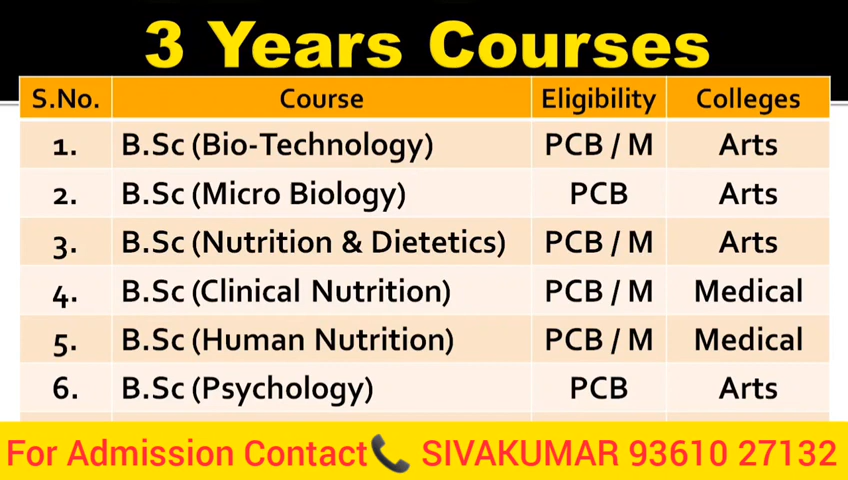 3 Years Courses
S.No. Course Eligibility Colleges
1. B.Sc (Bio-Technology) PCB / M Arts
2. B.Sc (Micro Biology) PCB Arts
3. B.Sc (Nutrition & Dietetics) PCB / M Arts
4. B.Sc (Clinical Nutrition) PCB / M Medical
5. B.Sc (Human Nutrition) PCB / M Medical
6. B.Sc (Psychology) PCB Arts
For Admission Contact📞 SIVAKUMAR 93610 27132